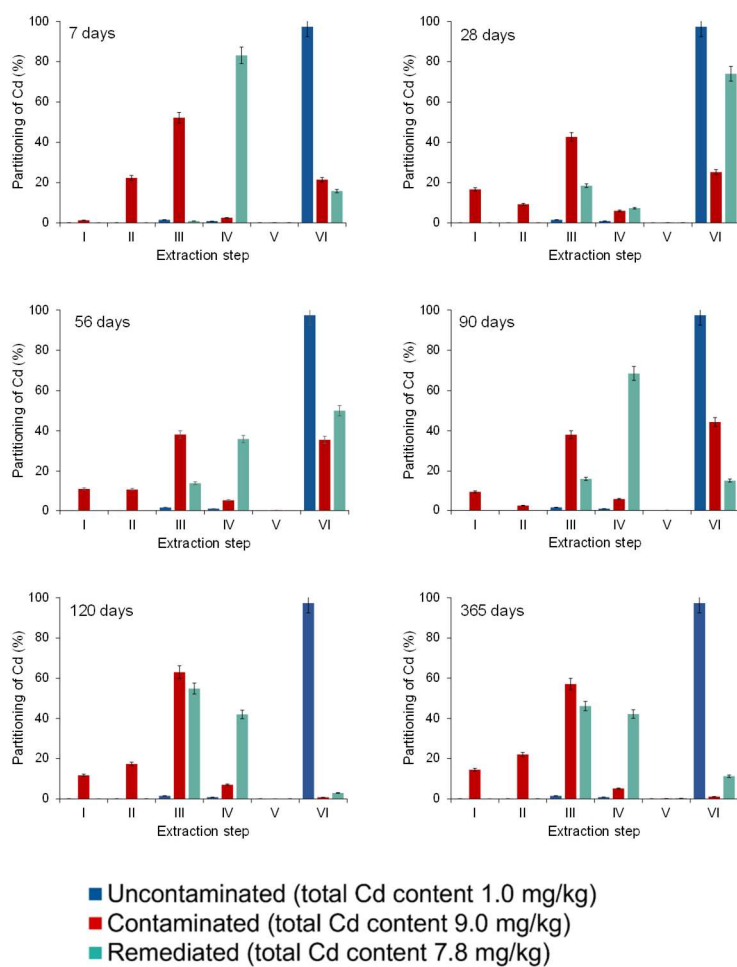 7 days
Partitioning of Cd (%)
100
80
60
40
20
0
I II III IV V VI
Extraction step
28 days
Partitioning of Cd (%)
100
80
60
40
20
0
I II III IV V VI
Extraction step
56 days
Partitioning of Cd (%)
100
80
60
40
20
0
I II III IV V VI
Extraction step
90 days
Partitioning of Cd (%)
100
80
60
40
20
0
I II III IV V VI
Extraction step
120 days
Partitioning of Cd (%)
100
80
60
40
20
0
I II III IV V VI
Extraction step
365 days
Partitioning of Cd (%)
100
80
60
40
20
0
I II III IV V VI
Extraction step
Uncontaminated (total Cd content 1.0 mg/kg)
Contaminated (total Cd content 9.0 mg/kg)
Remediated (total Cd content 7.8 mg/kg)